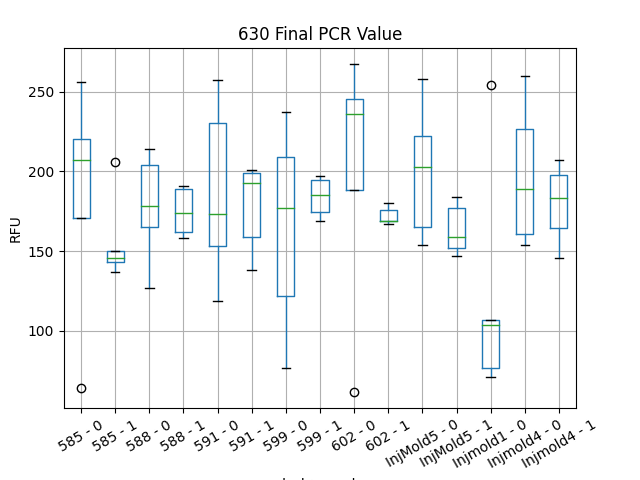 630 Final PCR Value
RFU
250
200
150
100
585 - 0
585 - 1
588 - 0
588 - 1
591 - 0
591 - 1
599 - 0
599 - 1
602 - 0
602 - 1
InjMold5 - 0
InjMold5 - 1
Injmold1 - 0
Injmold4 - 0
Injmold4 - 1